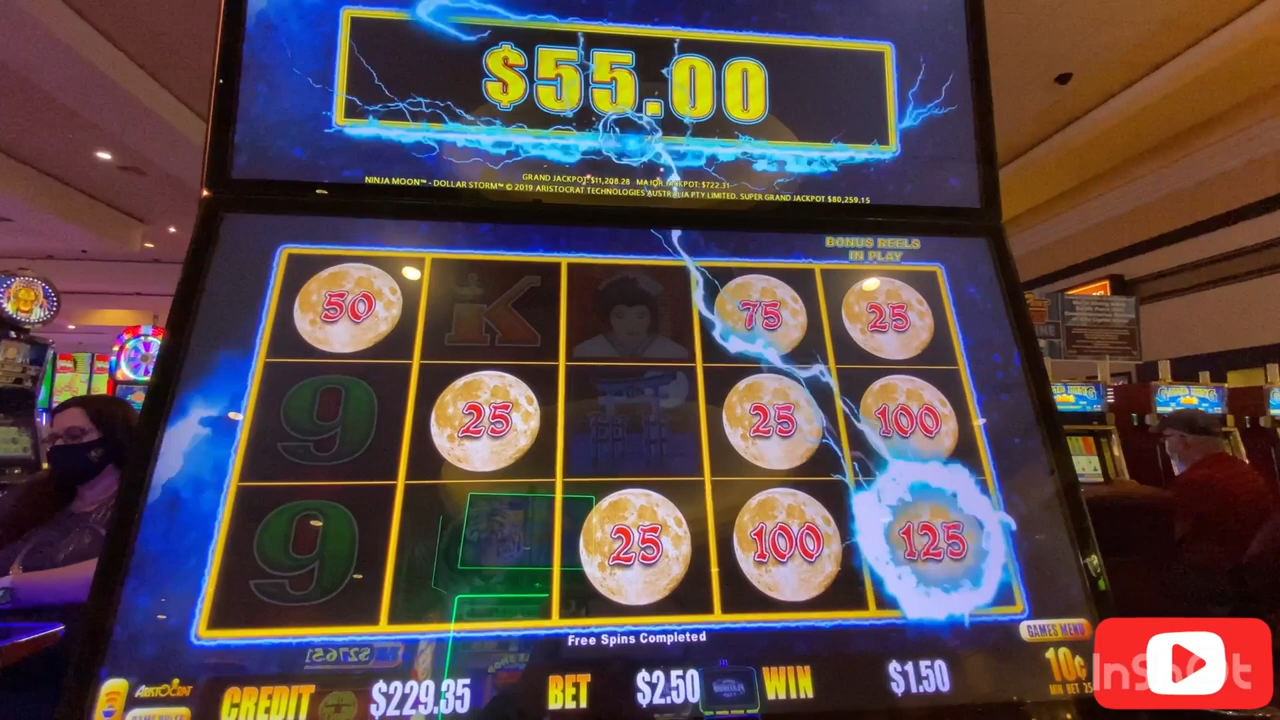 $55.00
GRAND JACKPOT: $11,208.28 MAJOR JACKPOT: $722.31
NINJA MOON™ - DOLLAR STORM™ © 2019 ARISTOCRAT TECHNOLOGIES AUSTRALIA PTY LIMITED. SUPER GRAND JACKPOT $80,259.15
BONUS REELS
IN PLAY
50 K 75 25
9 25 25 100
9 25 100 125
Free Spins Completed
GAMES MENU
ARISTOCRAT
GAME RULES
CREDIT $229.35 BET $2.50 WIN $1.50
10¢
MIN BET 25
InShot